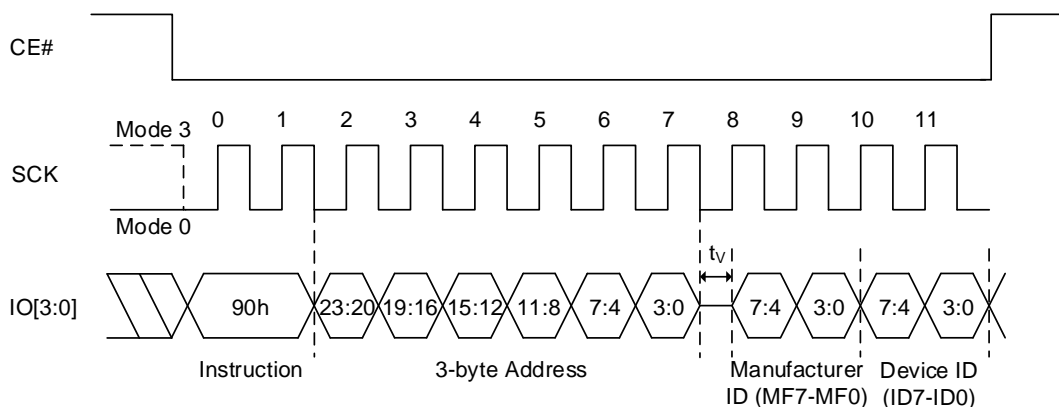 CE#
0 1 2 3 4 5 6 7 8 9 10 11
Mode 3
SCK
Mode 0
tV
IO[3:0]
90h 23:20 19:16 15:12 11:8 7:4 3:0 7:4 3:0 7:4 3:0
Instruction
3-byte Address
Manufacturer
ID (MF7-MF0)
Device ID
(ID7-ID0)